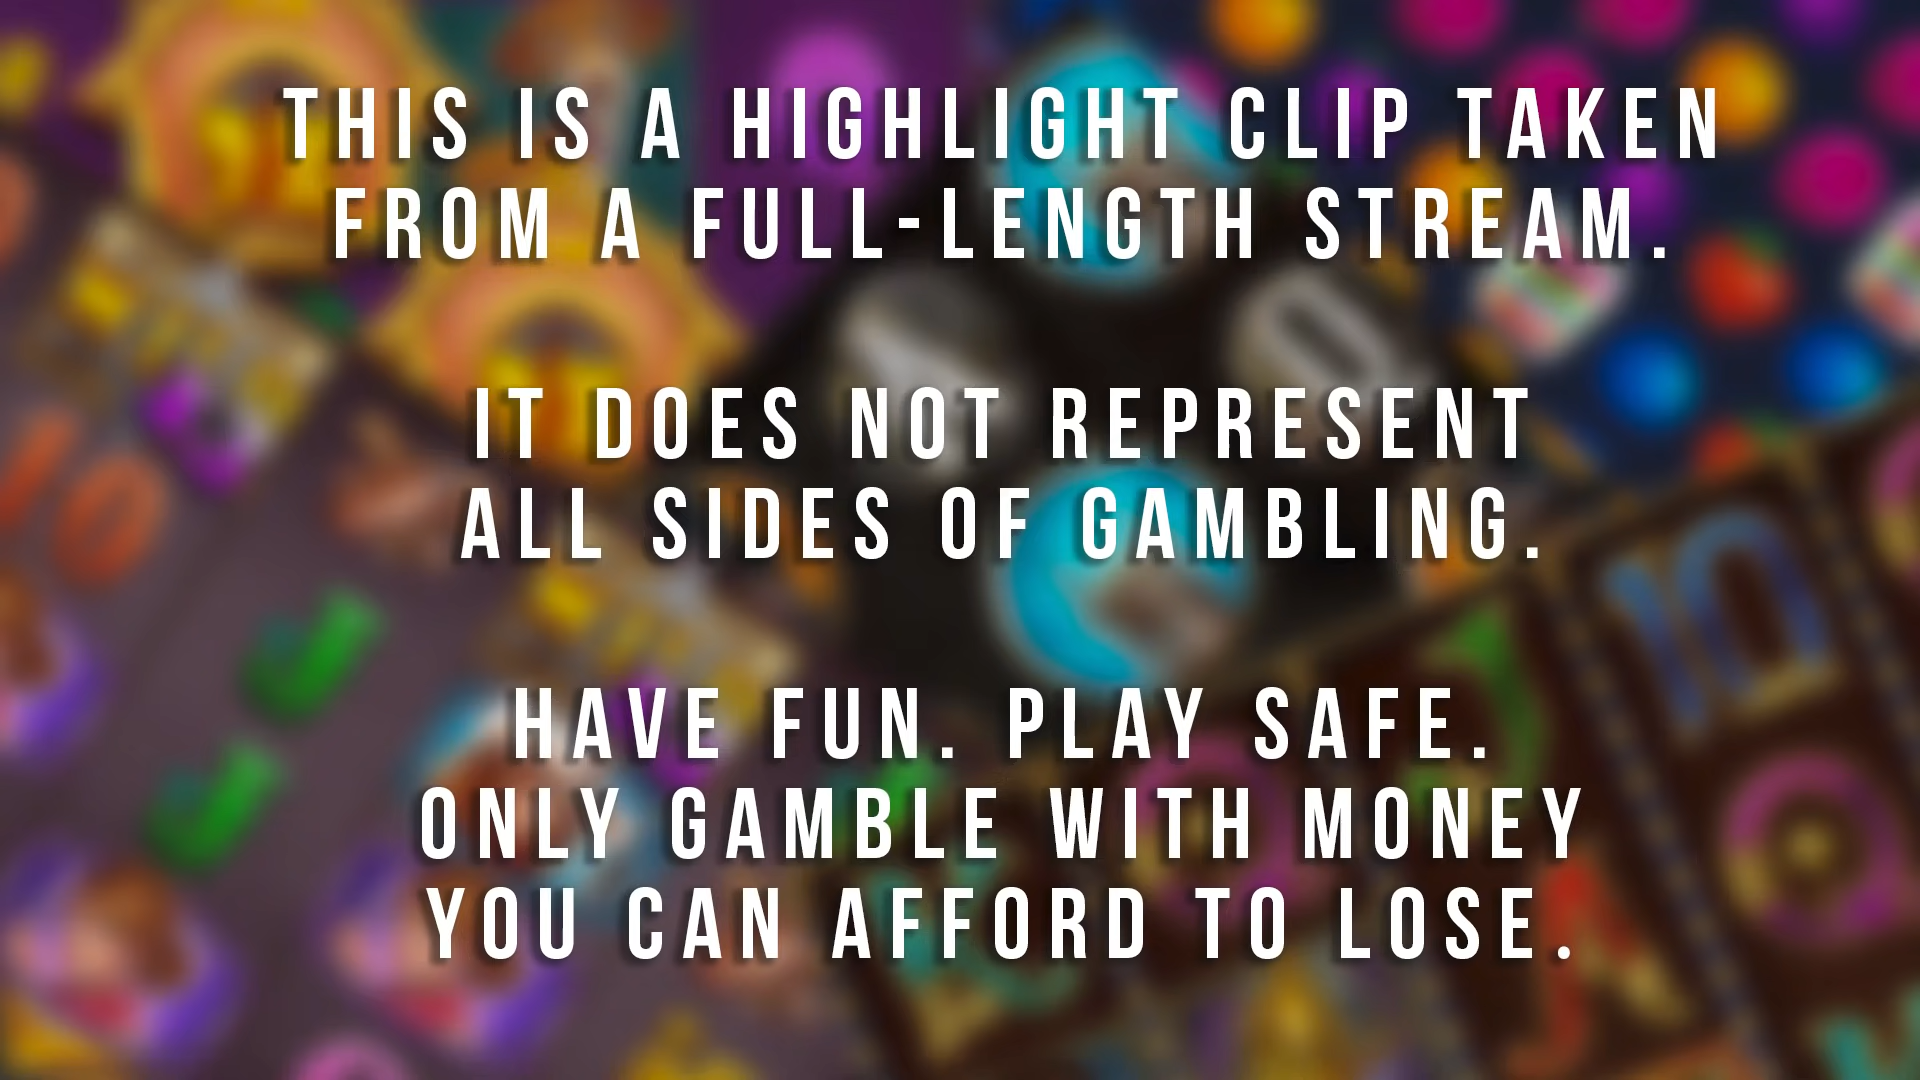 THIS IS A HIGHLIGHT CLIP TAKEN
FROM A FULL-LENGTH STREAM.
IT DOES NOT REPRESENT
ALL SIDES OF GAMBLING.
HAVE FUN. PLAY SAFE.
ONLY GAMBLE WITH MONEY
YOU CAN AFFORD TO LOSE.